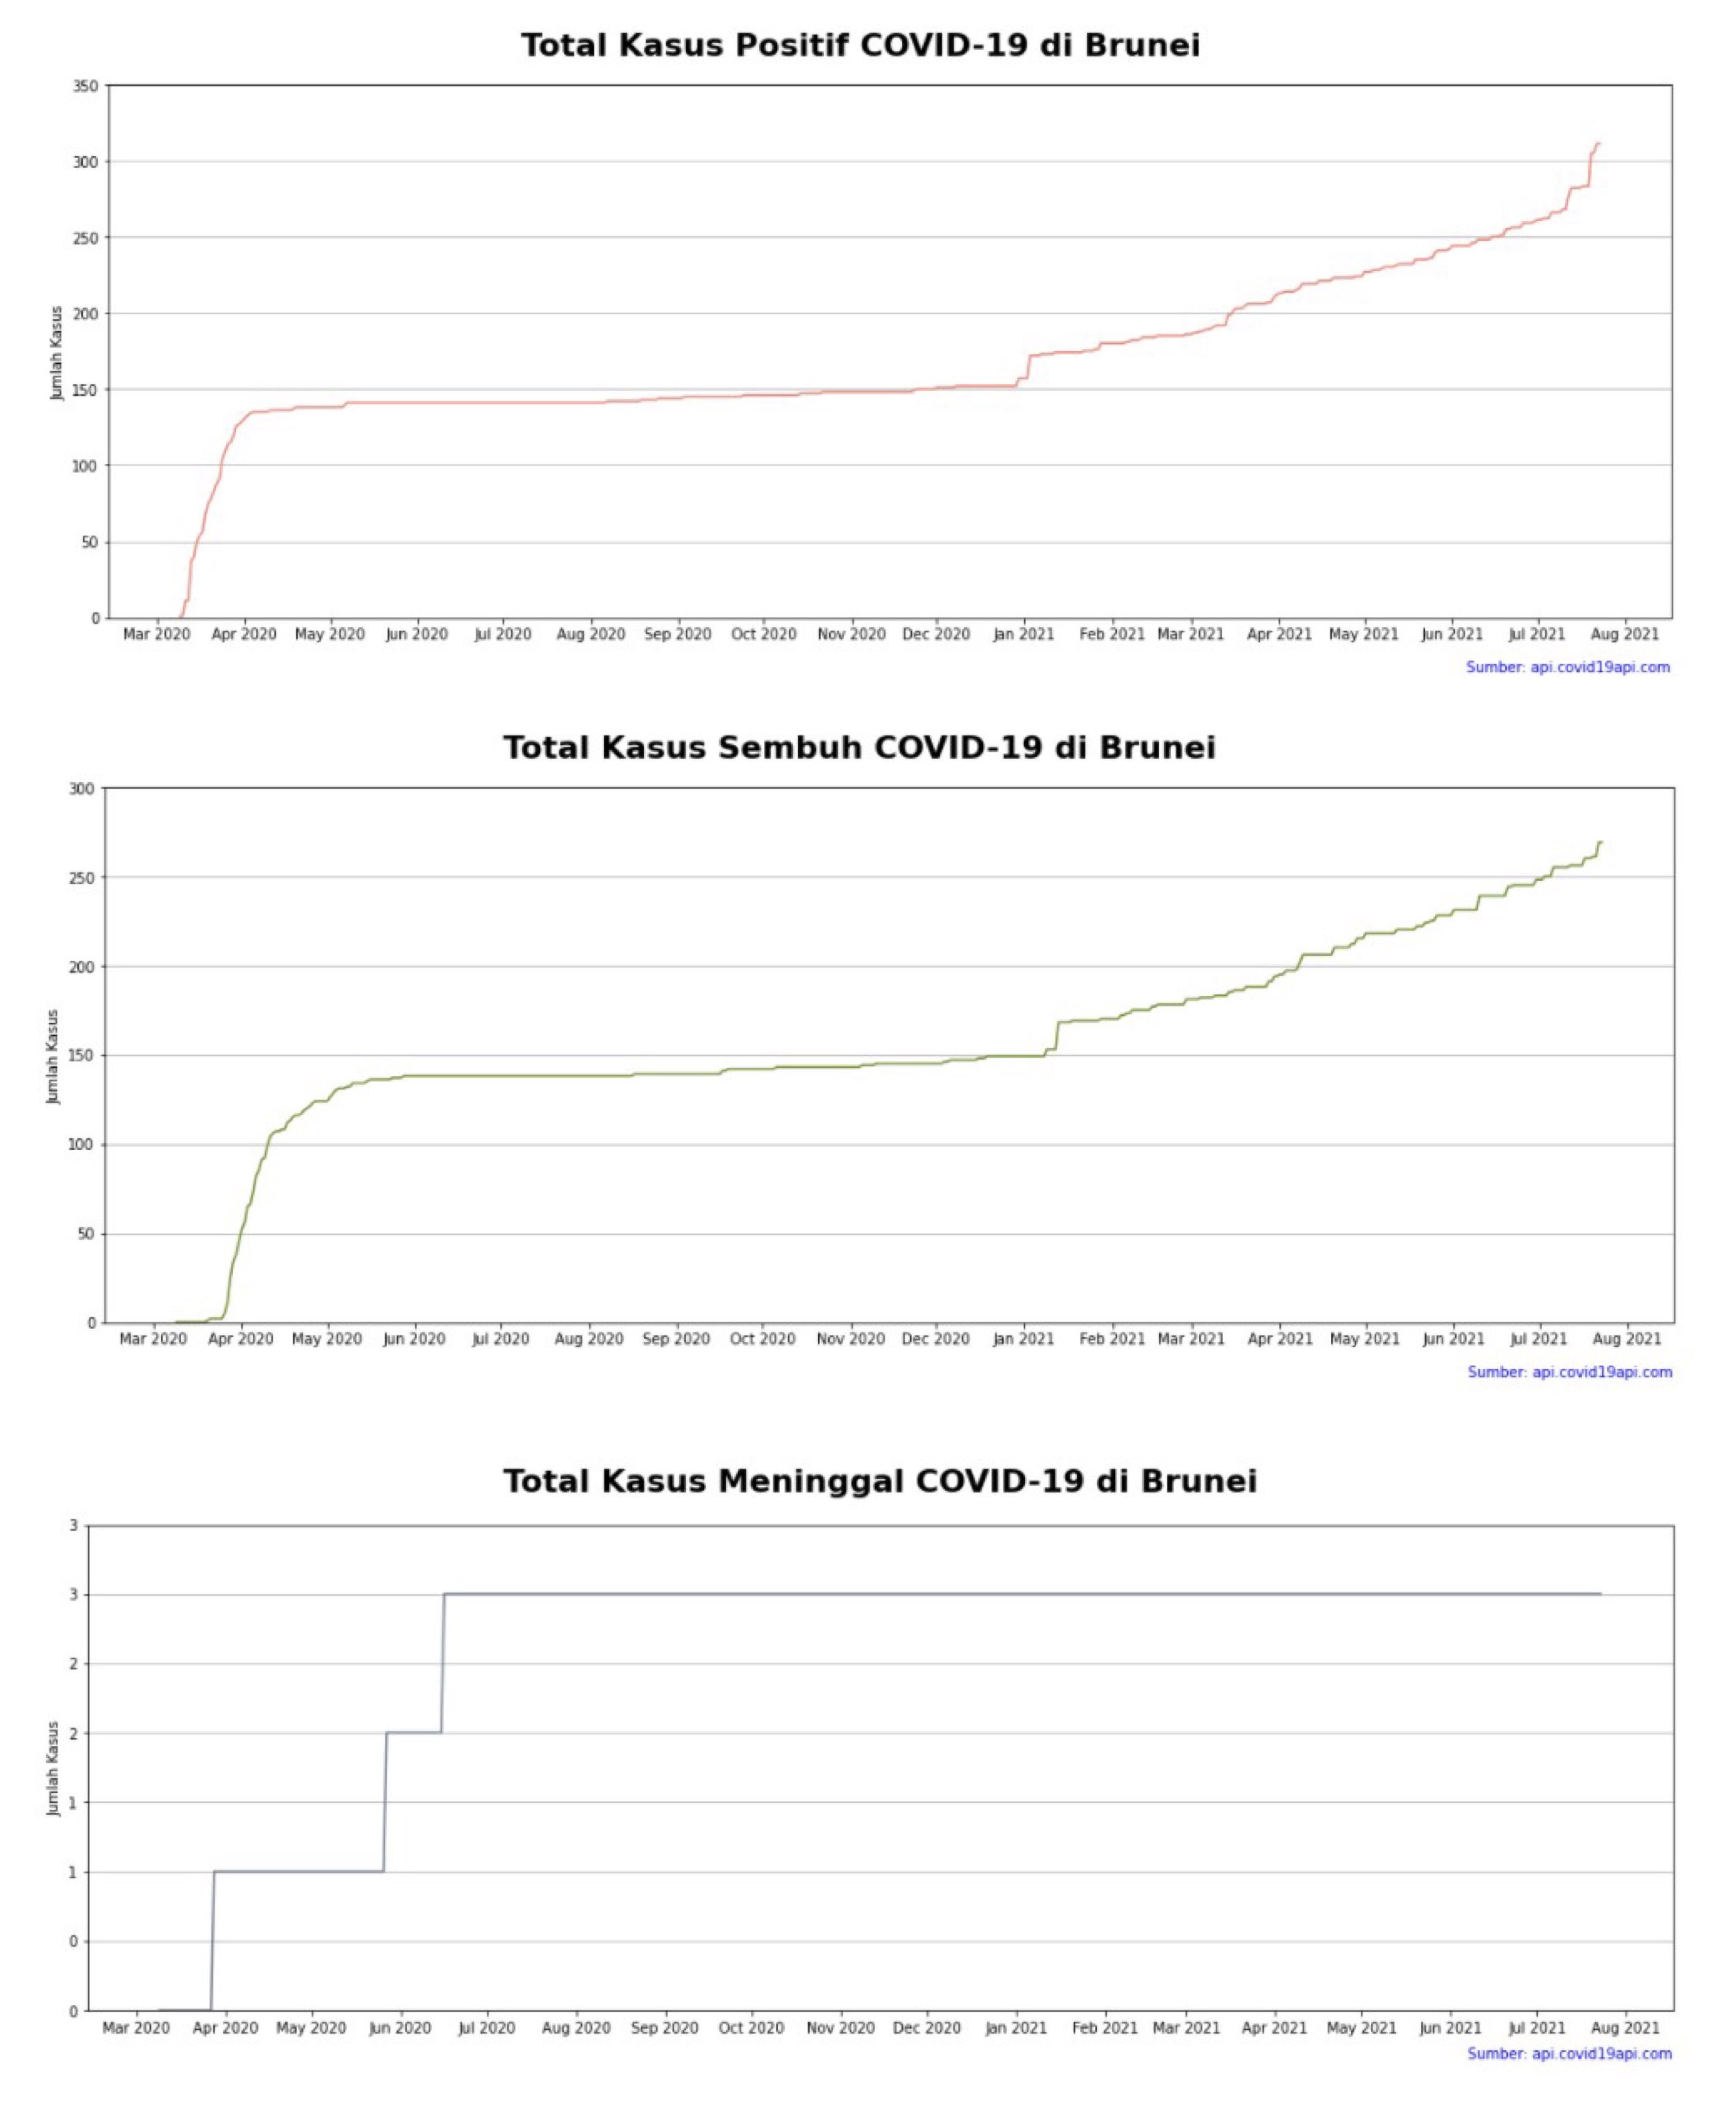 Total Kasus Positif COVID-19 di Brunei
350
300
250
200
150
100
50
0
Jumlah Kasus
Mar 2020 Apr 2020 May 2020 Jun 2020 Jul 2020 Aug 2020 Sep 2020 Oct 2020 Nov 2020 Dec 2020 Jan 2021 Feb 2021 Mar 2021 Apr 2021 May 2021 Jun 2021 Jul 2021 Aug 2021
Sumber: api.covid19api.com
Total Kasus Sembuh COVID-19 di Brunei
300
250
200
150
100
50
0
Jumlah Kasus
Mar 2020 Apr 2020 May 2020 Jun 2020 Jul 2020 Aug 2020 Sep 2020 Oct 2020 Nov 2020 Dec 2020 Jan 2021 Feb 2021 Mar 2021 Apr 2021 May 2021 Jun 2021 Jul 2021 Aug 2021
Sumber: api.covid19api.com
Total Kasus Meninggal COVID-19 di Brunei
3
3
2
2
1
1
0
0
Jumlah Kasus
Mar 2020 Apr 2020 May 2020 Jun 2020 Jul 2020 Aug 2020 Sep 2020 Oct 2020 Nov 2020 Dec 2020 Jan 2021 Feb 2021 Mar 2021 Apr 2021 May 2021 Jun 2021 Jul 2021 Aug 2021
Sumber: api.covid19api.com